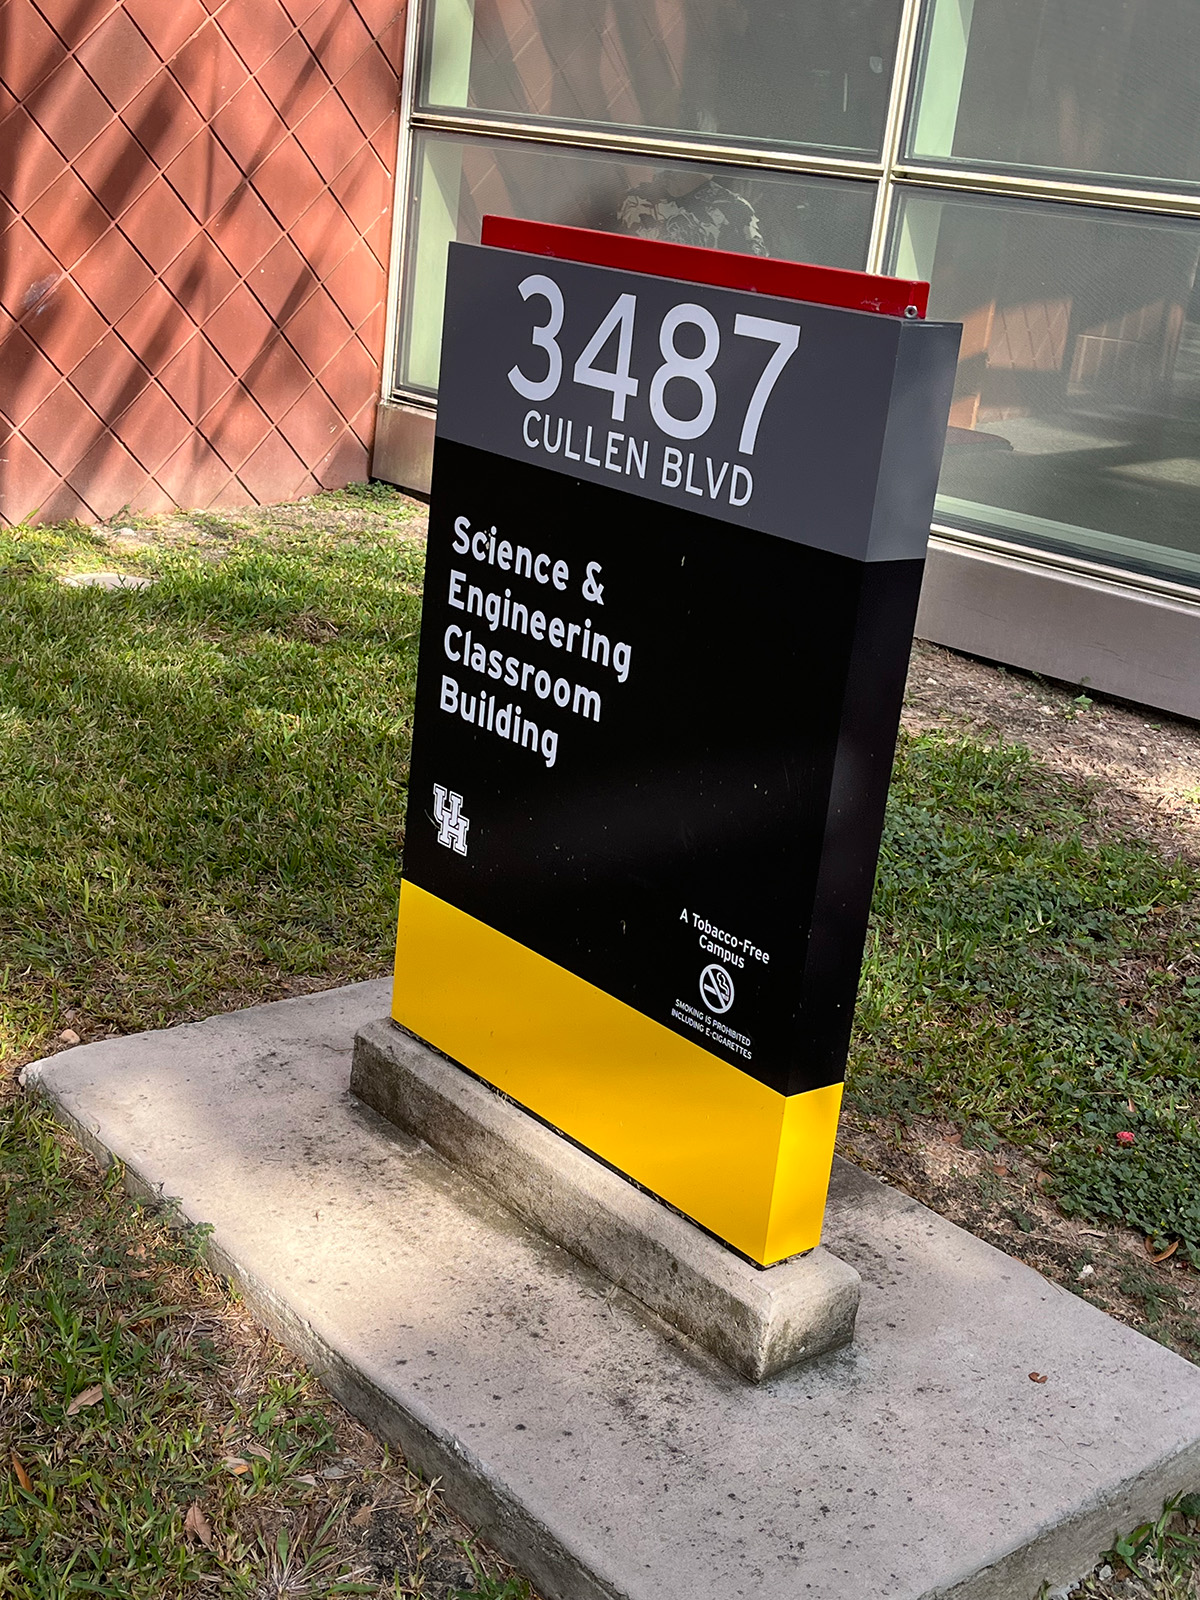 3487
CULLEN BLVD
Science &
Engineering
Classroom
Building
UH
A Tobacco-Free
Campus
SMOKING IS PROHIBITED
INCLUDING E-CIGARETTES